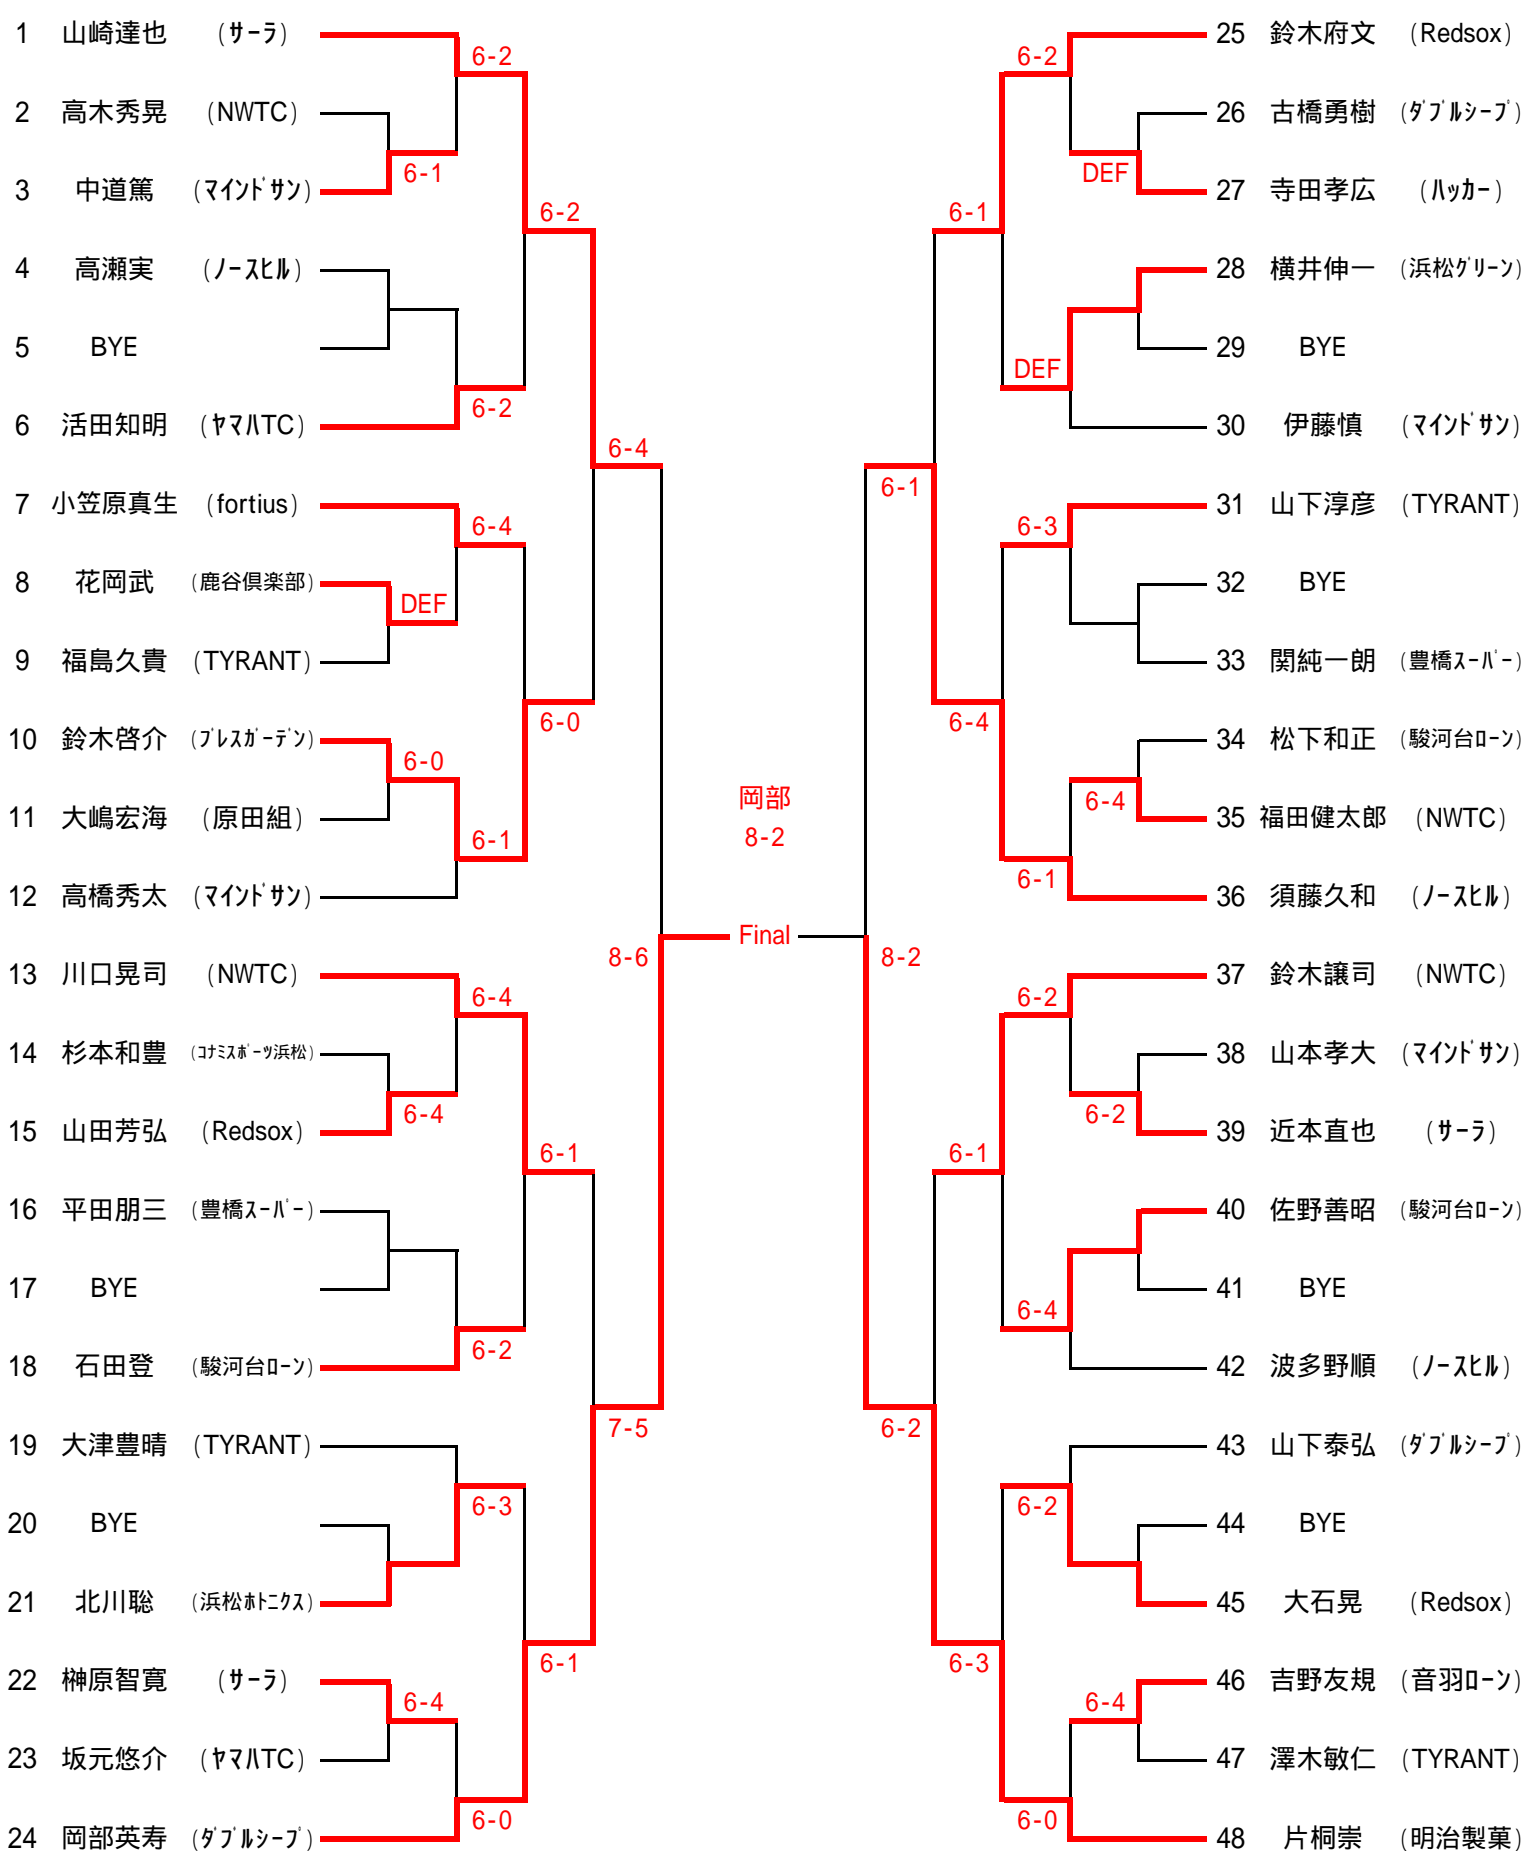 1 山崎達也 (サーラ)
6-2
2 高木秀晃 (NWTC)
6-1
3 中道篤 (マインドサン)
6-2
4 高瀬実 (ノースヒル)
5 BYE
6-2
6 活田知明 (ヤマハTC)
6-4
7 小笠原真生 (fortius)
6-4
8 花岡武 (鹿谷倶楽部)
DEF
9 福島久貴 (TYRANT)
6-0
10 鈴木啓介 (プレスガーデン)
6-0
11 大嶋宏海 (原田組)
6-1
12 高橋秀太 (マインドサン)
8-6
13 川口晃司 (NWTC)
6-4
14 杉本和豊 (コナミスポーツ浜松)
6-4
15 山田芳弘 (Redsox)
6-1
16 平田朋三 (豊橋スーパー)
17 BYE
6-2
18 石田登 (駿河台ローン)
7-5
19 大津豊晴 (TYRANT)
6-3
20 BYE
21 北川聡 (浜松ホトニクス)
6-1
22 榊原智寛 (サーラ)
6-4
23 坂元悠介 (ヤマハTC)
6-0
24 岡部英寿 (ダブルシープ)
岡部
8-2
Final
25 鈴木府文 (Redsox)
6-2
26 古橋勇樹 (ダブルシープ)
DEF
27 寺田孝広 (ハッカー)
6-1
28 横井伸一 (浜松グリーン)
29 BYE
DEF
30 伊藤慎 (マインドサン)
6-1
31 山下淳彦 (TYRANT)
6-3
32 BYE
33 関純一朗 (豊橋スーパー)
6-4
34 松下和正 (駿河台ローン)
6-4
35 福田健太郎 (NWTC)
6-1
36 須藤久和 (ノースヒル)
8-2
37 鈴木譲司 (NWTC)
6-2
38 山本孝大 (マインドサン)
6-2
39 近本直也 (サーラ)
6-1
40 佐野善昭 (駿河台ローン)
41 BYE
6-4
42 波多野順 (ノースヒル)
6-2
43 山下泰弘 (ダブルシープ)
6-2
44 BYE
45 大石晃 (Redsox)
6-3
46 吉野友規 (音羽ローン)
6-4
47 澤木敏仁 (TYRANT)
6-0
48 片桐崇 (明治製菓)